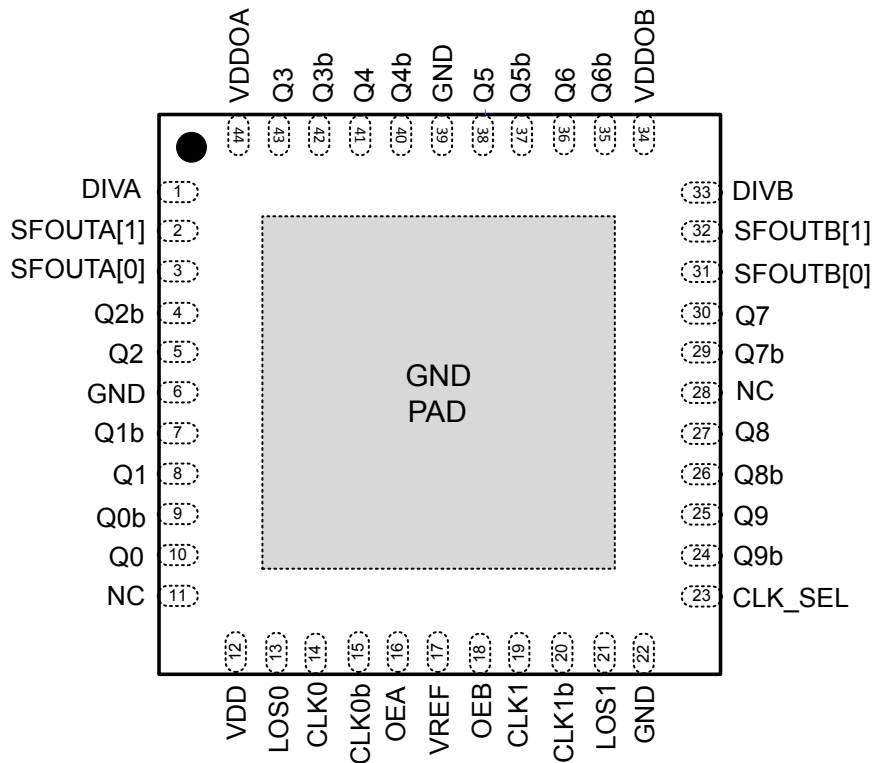 VDDOA
Q3
Q3b
Q4
Q4b
GND
Q5
Q5b
Q6
Q6b
VDDOB
44
43
42
41
40
39
38
37
36
35
34
DIVA 1
SFOUTA[1] 2
SFOUTA[0] 3
Q2b 4
Q2 5
GND 6
Q1b 7
Q1 8
Q0b 9
Q0 10
NC 11
GND
PAD
33 DIVB
32 SFOUTB[1]
31 SFOUTB[0]
30 Q7
29 Q7b
28 NC
27 Q8
26 Q8b
25 Q9
24 Q9b
23 CLK_SEL
12
13
14
15
16
17
18
19
20
21
22
VDD
LOS0
CLK0
CLK0b
OEA
VREF
OEB
CLK1
CLK1b
LOS1
GND